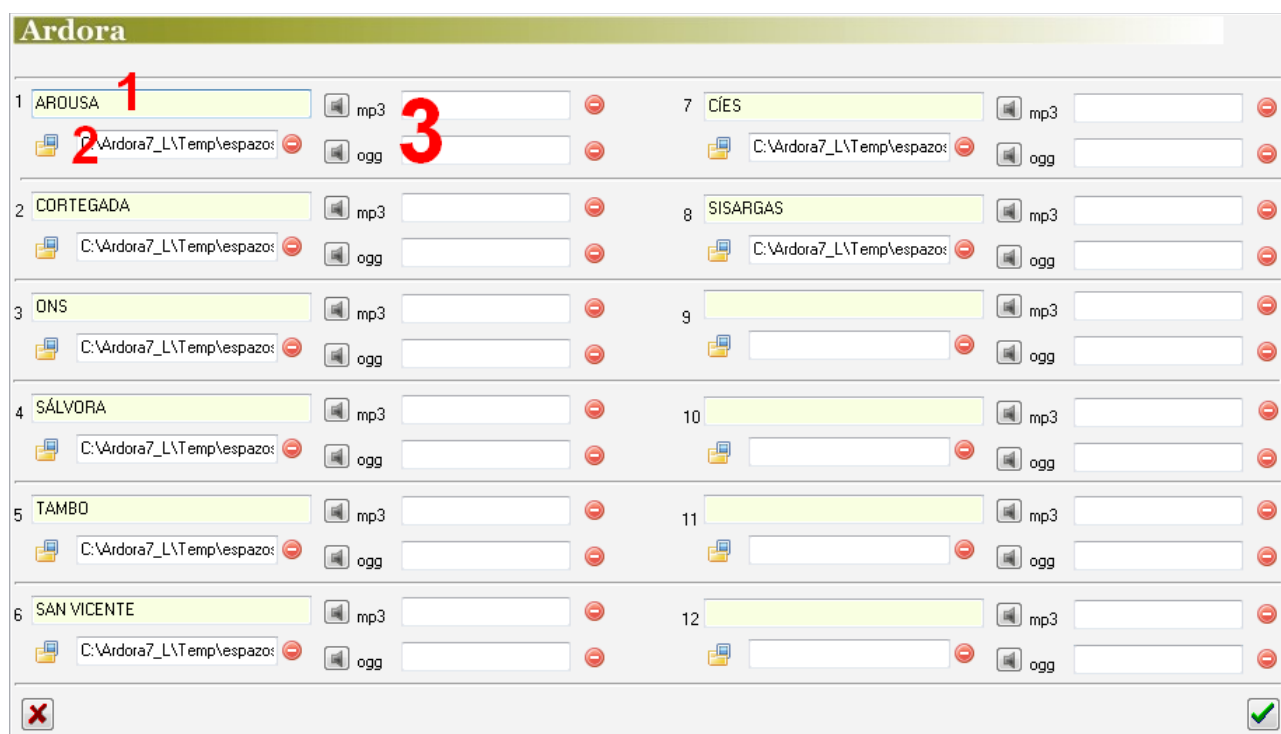 Ardora
1 AROUSA 1 mp3 3
2 C:\Ardora7_L\Temp\espazos ogg
2 CORTEGADA mp3
C:\Ardora7_L\Temp\espazos ogg
3 ONS mp3
C:\Ardora7_L\Temp\espazos ogg
4 SÁLVORA mp3
C:\Ardora7_L\Temp\espazos ogg
5 TAMBO mp3
C:\Ardora7_L\Temp\espazos ogg
6 SAN VICENTE mp3
C:\Ardora7_L\Temp\espazos ogg
7 CÍES mp3
C:\Ardora7_L\Temp\espazos ogg
8 SISARGAS mp3
C:\Ardora7_L\Temp\espazos ogg
9 mp3
ogg
10 mp3
ogg
11 mp3
ogg
12 mp3
ogg